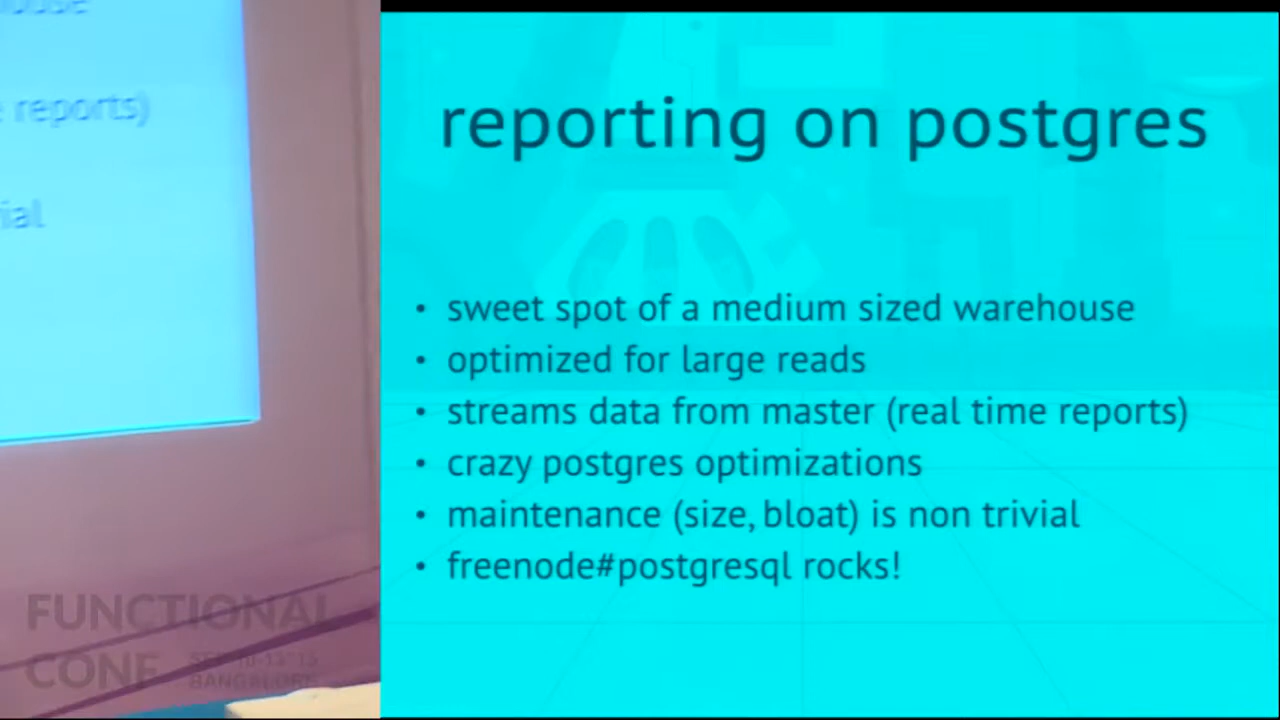 reports)
reporting on postgres
• sweet spot of a medium sized warehouse
• optimized for large reads
• streams data from master (real time reports)
• crazy postgres optimizations
• maintenance (size, bloat) is non trivial
• freenode#postgresql rocks!
FUNCTIONAL
CONF
BANGALORE